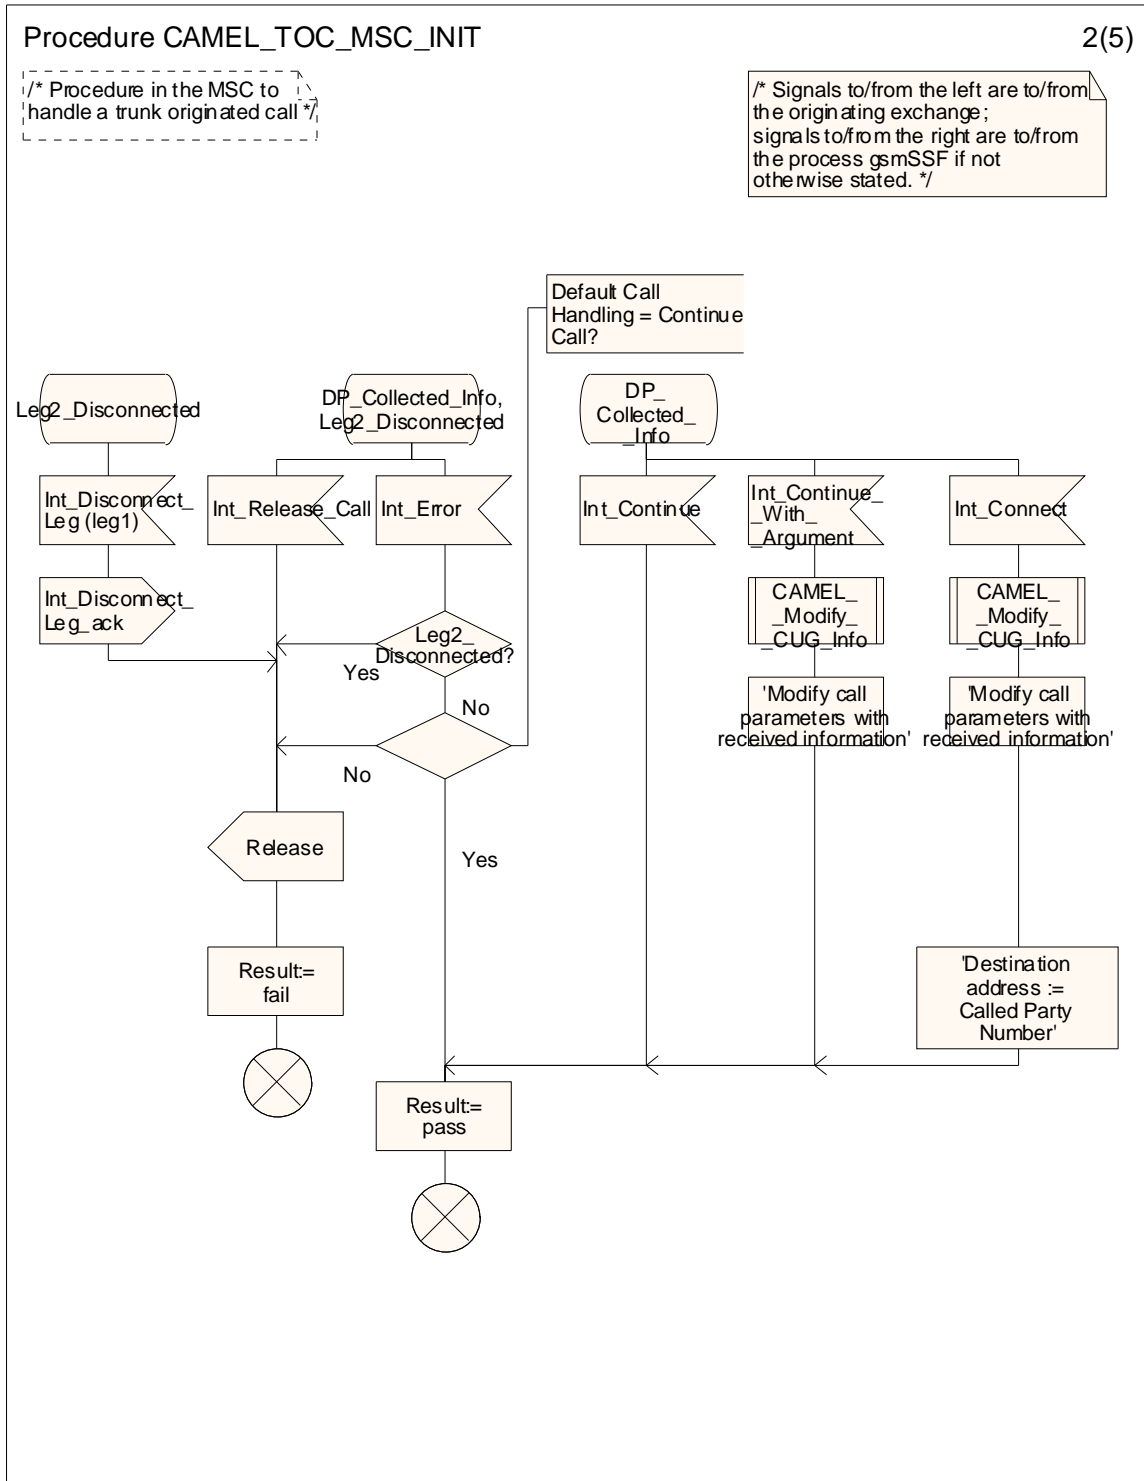 Procedure CAMEL_TOC_MSC_INIT
2(5)
/* Procedure in the MSC to
handle a trunk originated call */
/* Signals to/from the left are to/from
the originating exchange;
signals to/from the right are to/from
the process gsmSSF if not
otherwise stated. */
Default Call
Handling = Continue
Call?
Leg2_Disconnected
DP_Collected_Info,
Leg2_Disconnected
DP_
Collected_
_Info
Int_Disconnect_
Leg (leg1)
Int_Release_Call
Int_Error
Int_Continue
Int_Continue_
_With_
_Argument
Int_Connect
Int_Disconnect_
Leg_ack
CAMEL_
_Modify_
_CUG_Info
CAMEL_
_Modify_
_CUG_Info
Leg2_
Disconnected?
Yes
No
'Modify call
parameters with
received information'
'Modify call
parameters with
received information'
No
Release
Yes
Result:=
fail
'Destination
address :=
Called Party
Number'
Result:=
pass